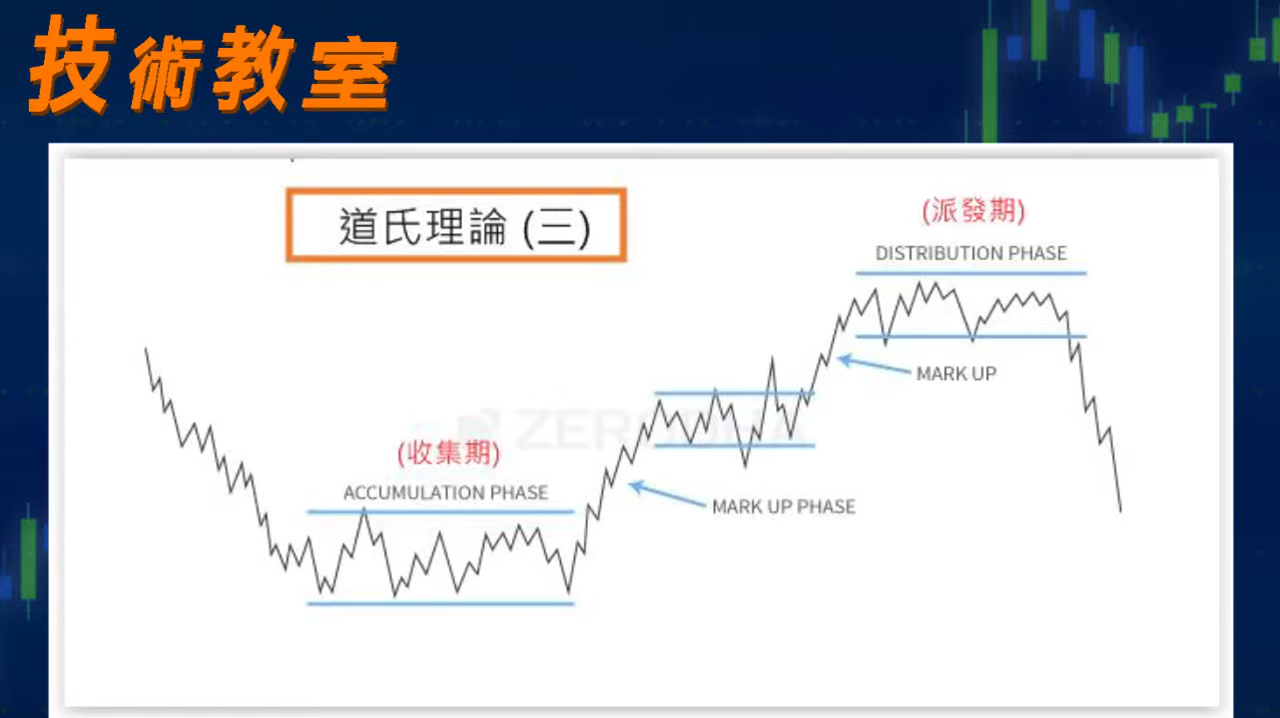 技術教室
道氏理論 (三)
(派發期)
DISTRIBUTION PHASE
MARK UP
(收集期)
ACCUMULATION PHASE
MARK UP PHASE
ZERODHA